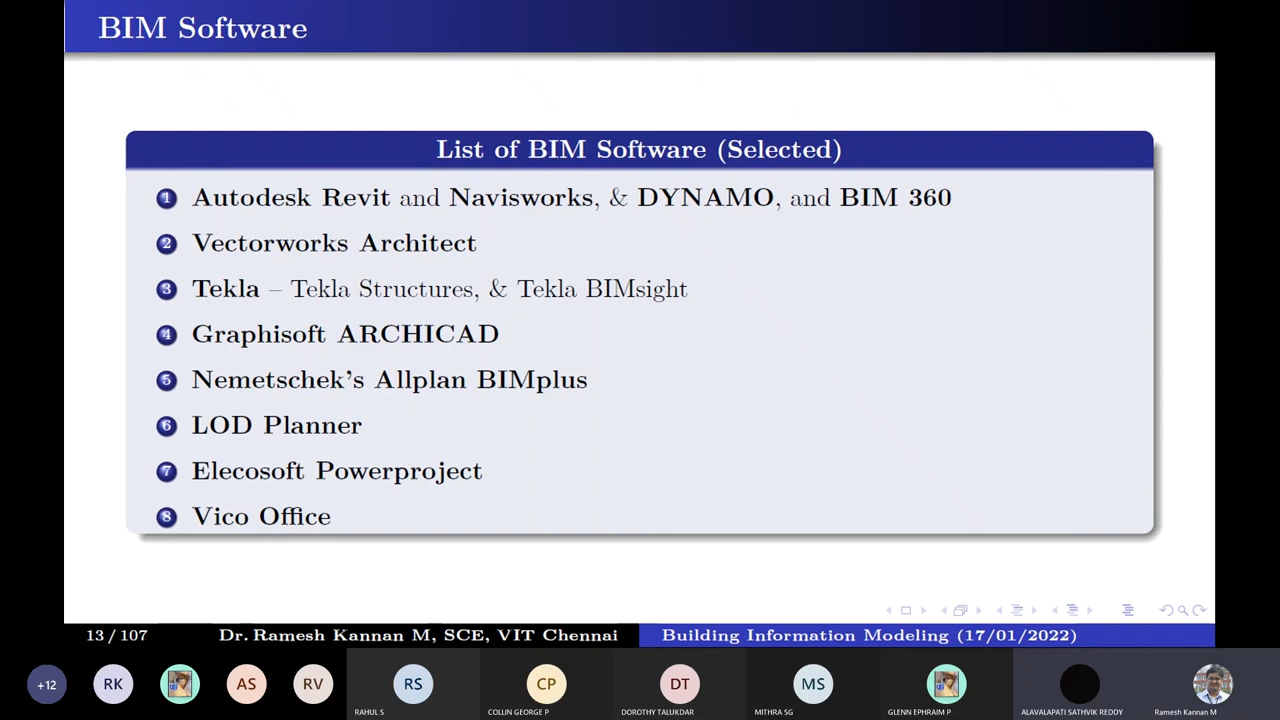 BIM Software
List of BIM Software (Selected)
1 Autodesk Revit and Navisworks, & DYNAMO, and BIM 360
2 Vectorworks Architect
3 Tekla – Tekla Structures, & Tekla BIMsight
4 Graphisoft ARCHICAD
5 Nemetschek's Allplan BIMplus
6 LOD Planner
7 Elecosoft Powerproject
8 Vico Office
13 / 107 Dr. Ramesh Kannan M, SCE, VIT Chennai Building Information Modeling (17/01/2022)
+12 RK AS RV RS CP DT MS
RAHUL S COLLIN GEORGE P DOROTHY TALUKDAR MITHRA SG GLENN EPHRAIM P ALAVALAPATI SATHVIK REDDY Ramesh Kannan M